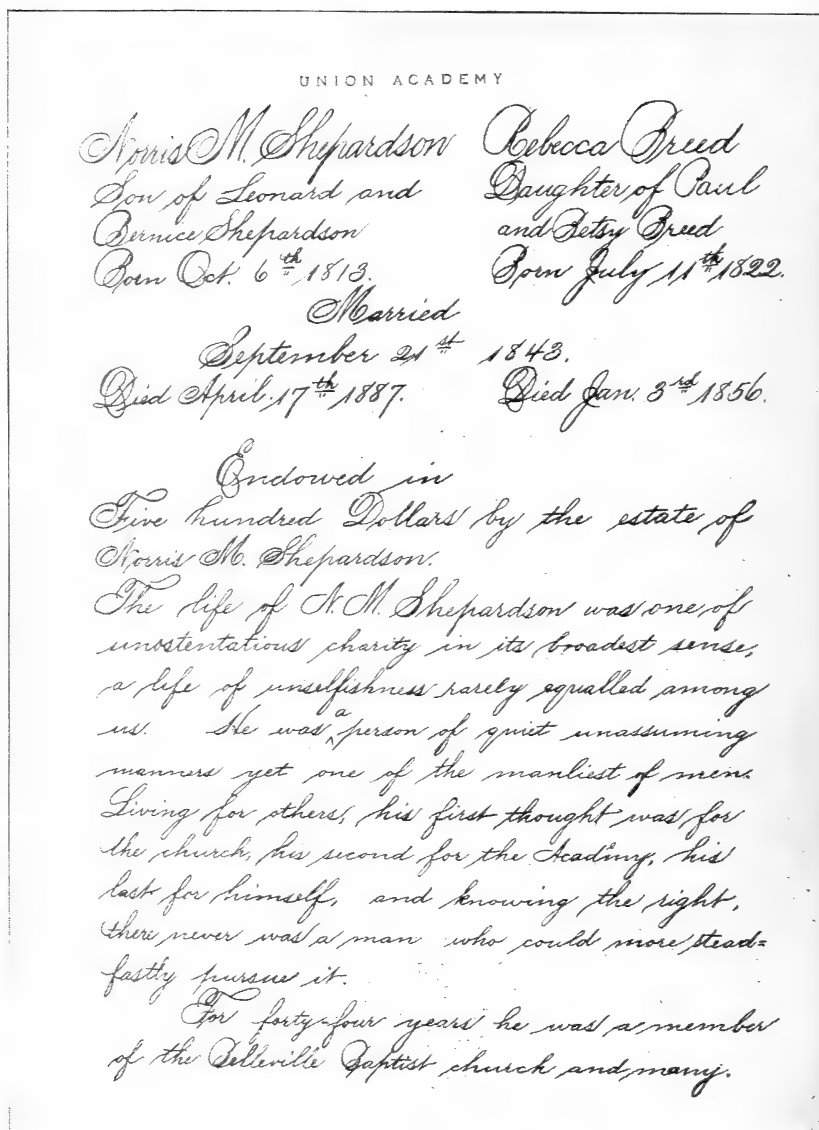 UNION ACADEMY
Norris M. Shepardson Rebecca Breed
Son of Leonard and Daughter of Paul
Bernice Shepardson and Betsy Breed
Born Oct. 6th 1813. Born July 11th 1822.
Married
September 21st 1843.
Died April 17th 1887. Died Jan. 3rd 1856.
Endowed in
Five hundred Dollars by the estate of
Norris M. Shepardson.
The life of N. M. Shepardson was one of
unostentatious charity in its broadest sense,
a life of unselfishness rarely equalled among
us. He was a person of quiet unassuming
manners yet one of the manliest of men.
Living for others, his first thought was for
the church, his second for the Academy, his
last for himself, and knowing the right,
there never was a man who could more stead=
fastly pursue it.
For forty-four years he was a member
of the Belleville Baptist church and many.